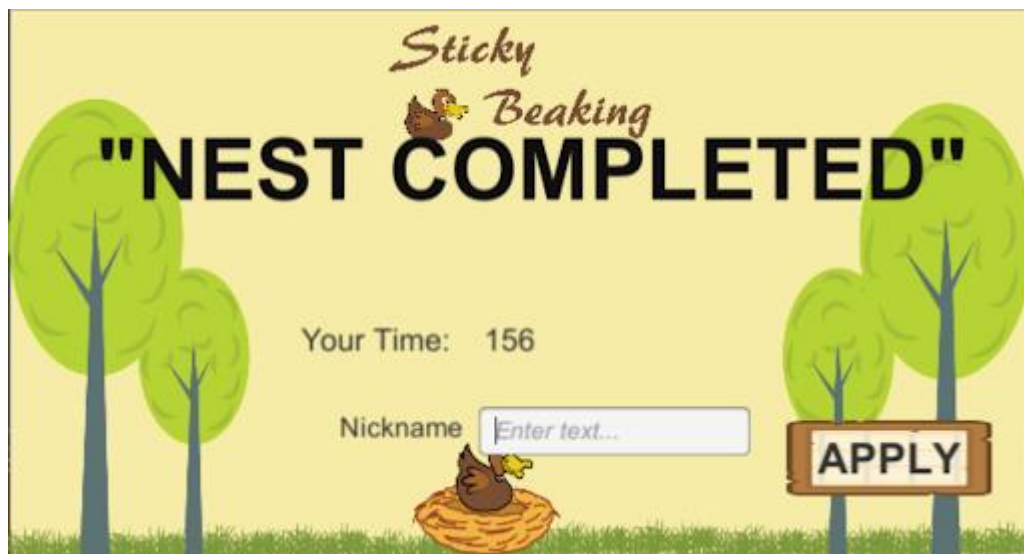 Sticky
Beaking
"NEST COMPLETED"
Your Time: 156
Nickname Enter text...
APPLY